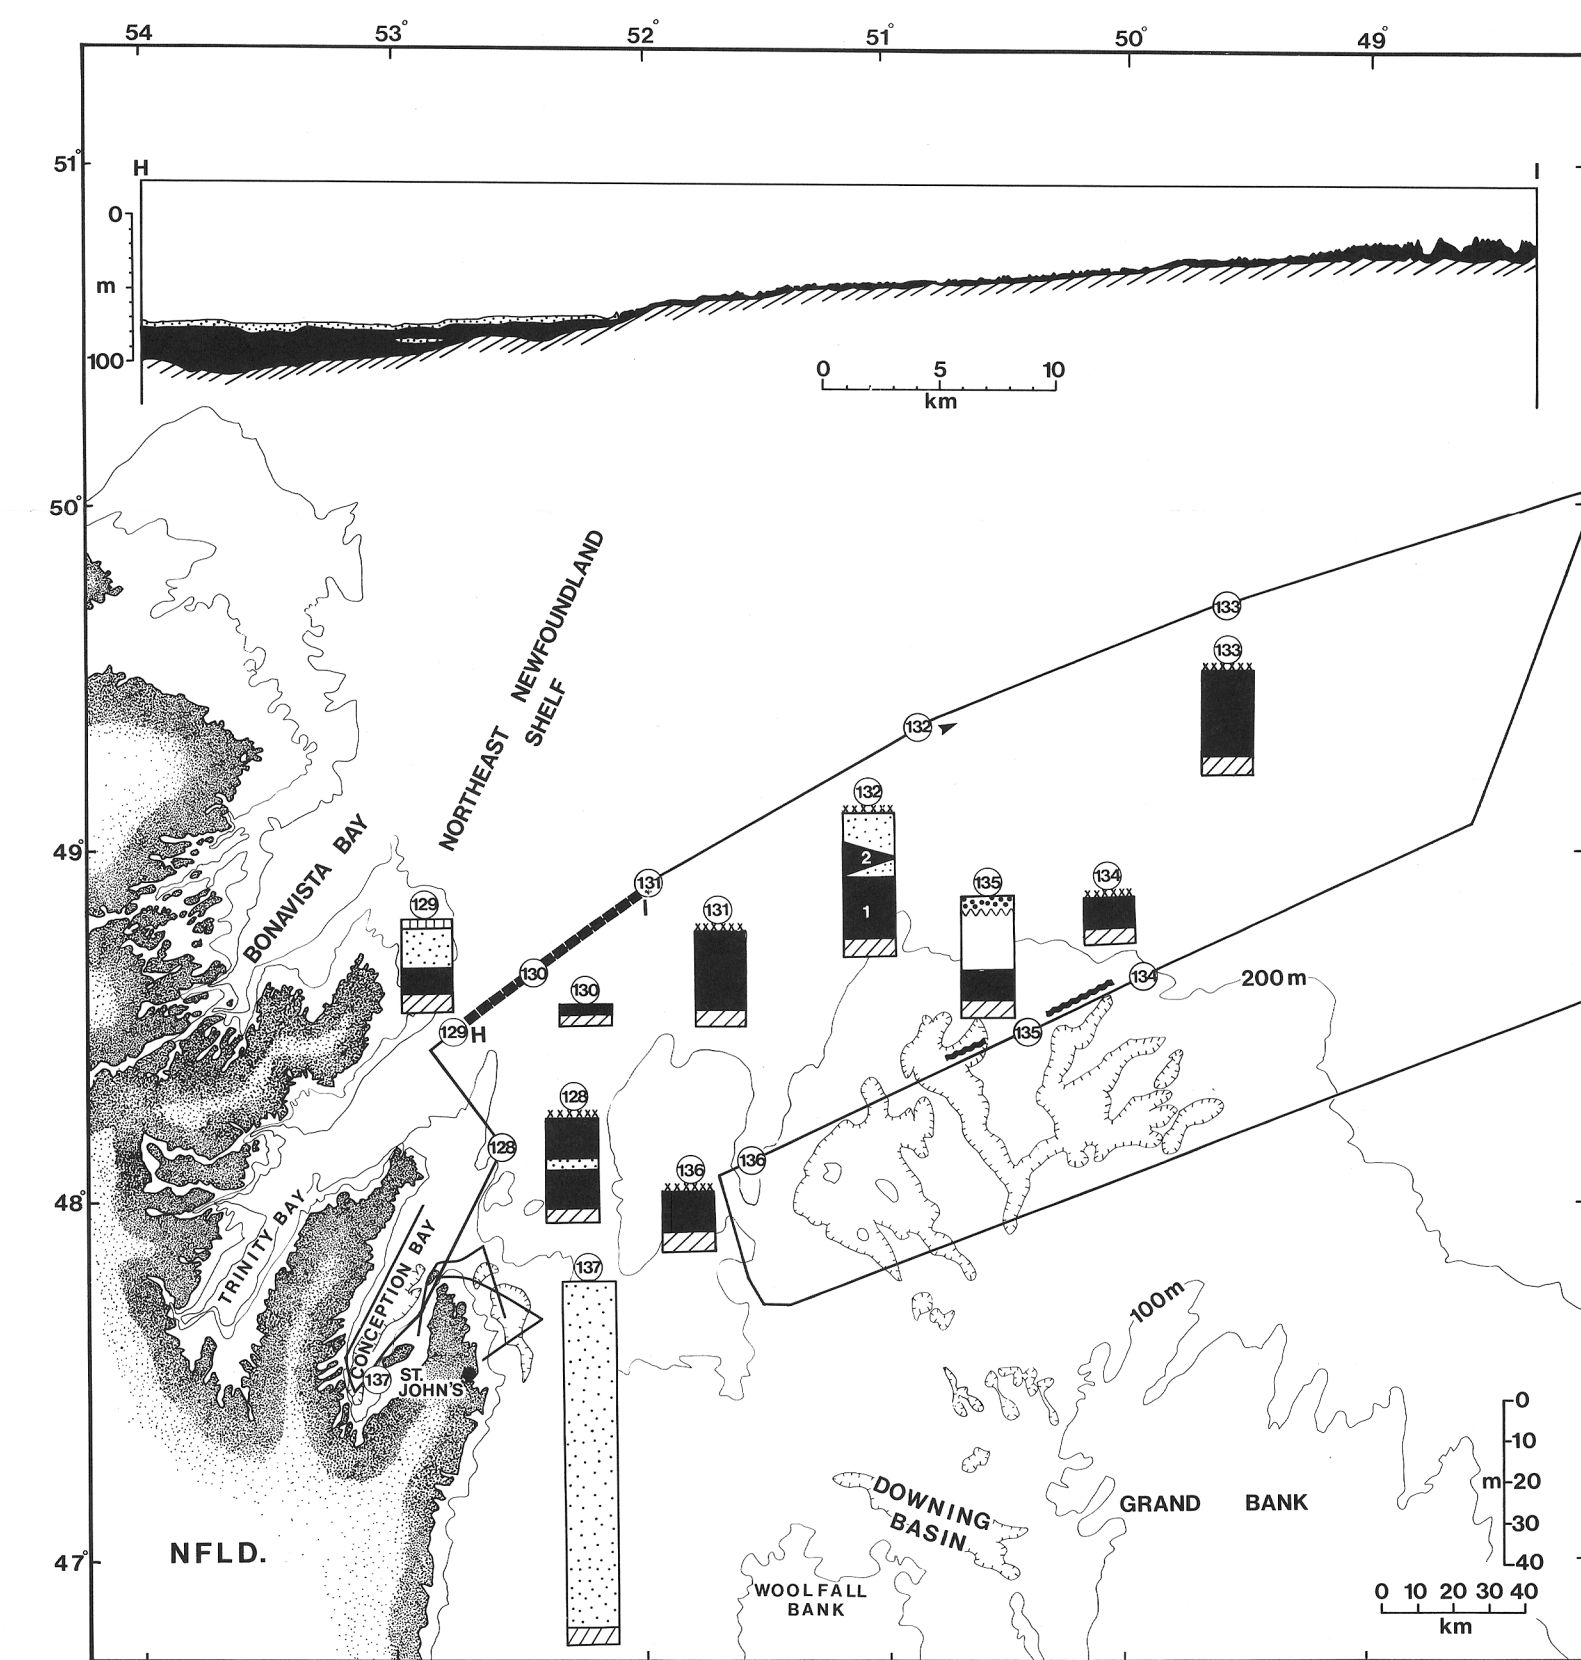 54 53° 52° 51° 50° 49°
51°
H I
0
m
100
0 5 10
km
50°
NORTHEAST NEWFOUNDLAND
SHELF
133
133
132
132
2
1
49°
BONAVISTA BAY
131
129
131
135
134
130
130
134
200 m
129 H
I
135
128
128
136
136
48°
TRINITY BAY
CONCEPTION BAY
137
100 m
137
ST.
JOHN'S
0
10
m 20
30
40
DOWNING
BASIN
GRAND BANK
NFLD.
47°
WOOLFALL
BANK
0 10 20 30 40
km